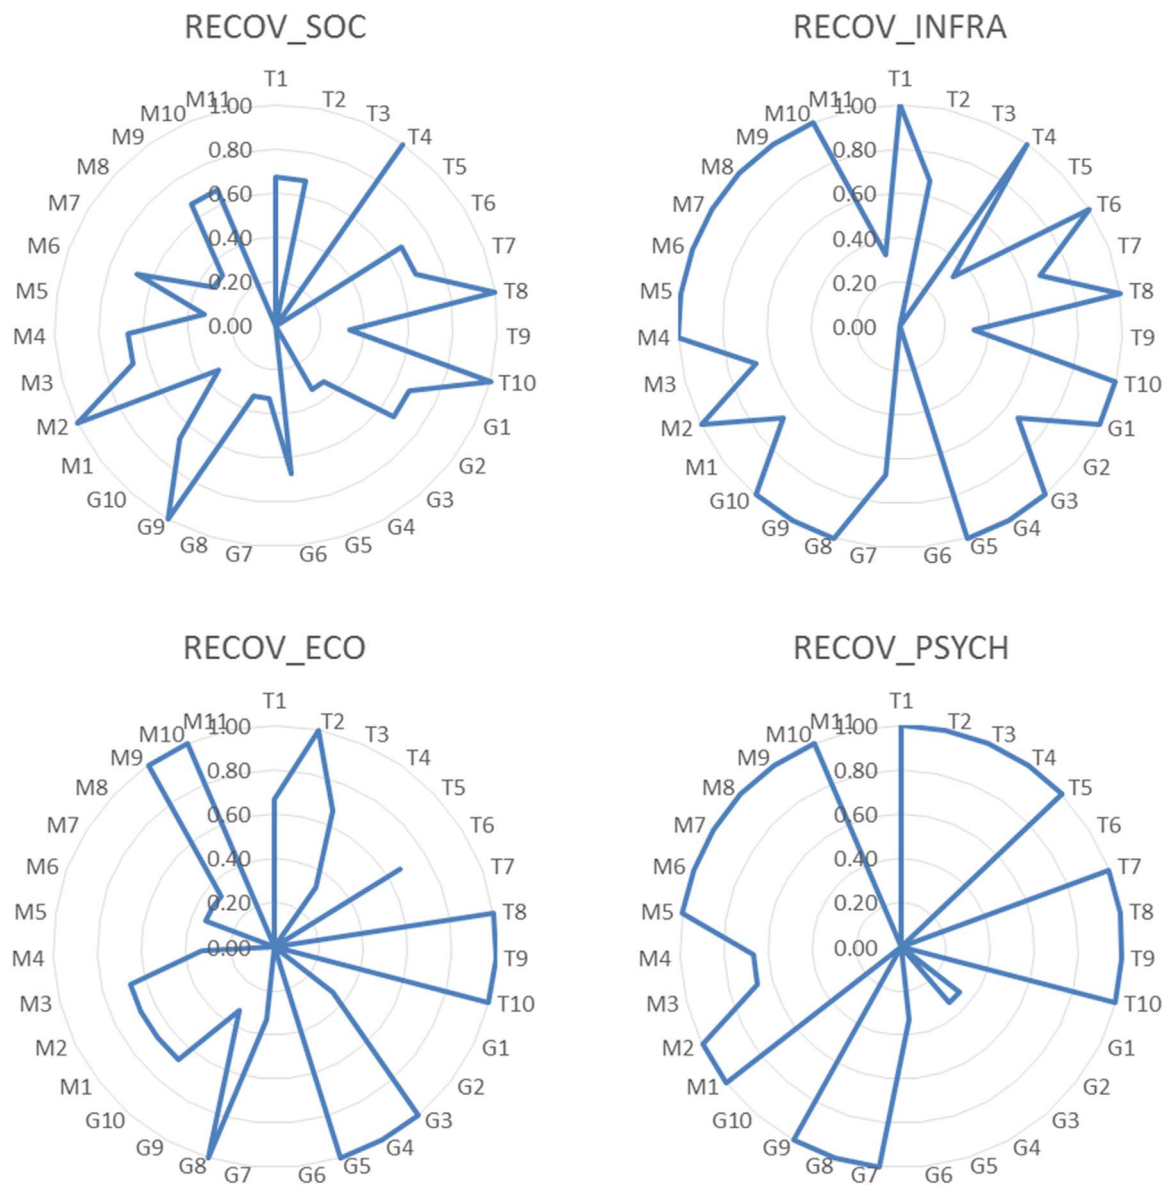 RECOV_SOC
T1
T2
T3
T4
T5
T6
T7
T8
T9
T10
G1
G2
G3
G4
G5
G6
G7
G8
G9
G10
M1
M2
M3
M4
M5
M6
M7
M8
M9
M10
M11
1.00
0.80
0.60
0.40
0.20
0.00
RECOV_INFRA
T1
T2
T3
T4
T5
T6
T7
T8
T9
T10
G1
G2
G3
G4
G5
G6
G7
G8
G9
G10
M1
M2
M3
M4
M5
M6
M7
M8
M9
M10
M11
1.00
0.80
0.60
0.40
0.20
0.00
RECOV_ECO
T1
T2
T3
T4
T5
T6
T7
T8
T9
T10
G1
G2
G3
G4
G5
G6
G7
G8
G9
G10
M1
M2
M3
M4
M5
M6
M7
M8
M9
M10
M11
1.00
0.80
0.60
0.40
0.20
0.00
RECOV_PSYCH
T1
T2
T3
T4
T5
T6
T7
T8
T9
T10
G1
G2
G3
G4
G5
G6
G7
G8
G9
G10
M1
M2
M3
M4
M5
M6
M7
M8
M9
M10
M11
1.00
0.80
0.60
0.40
0.20
0.00